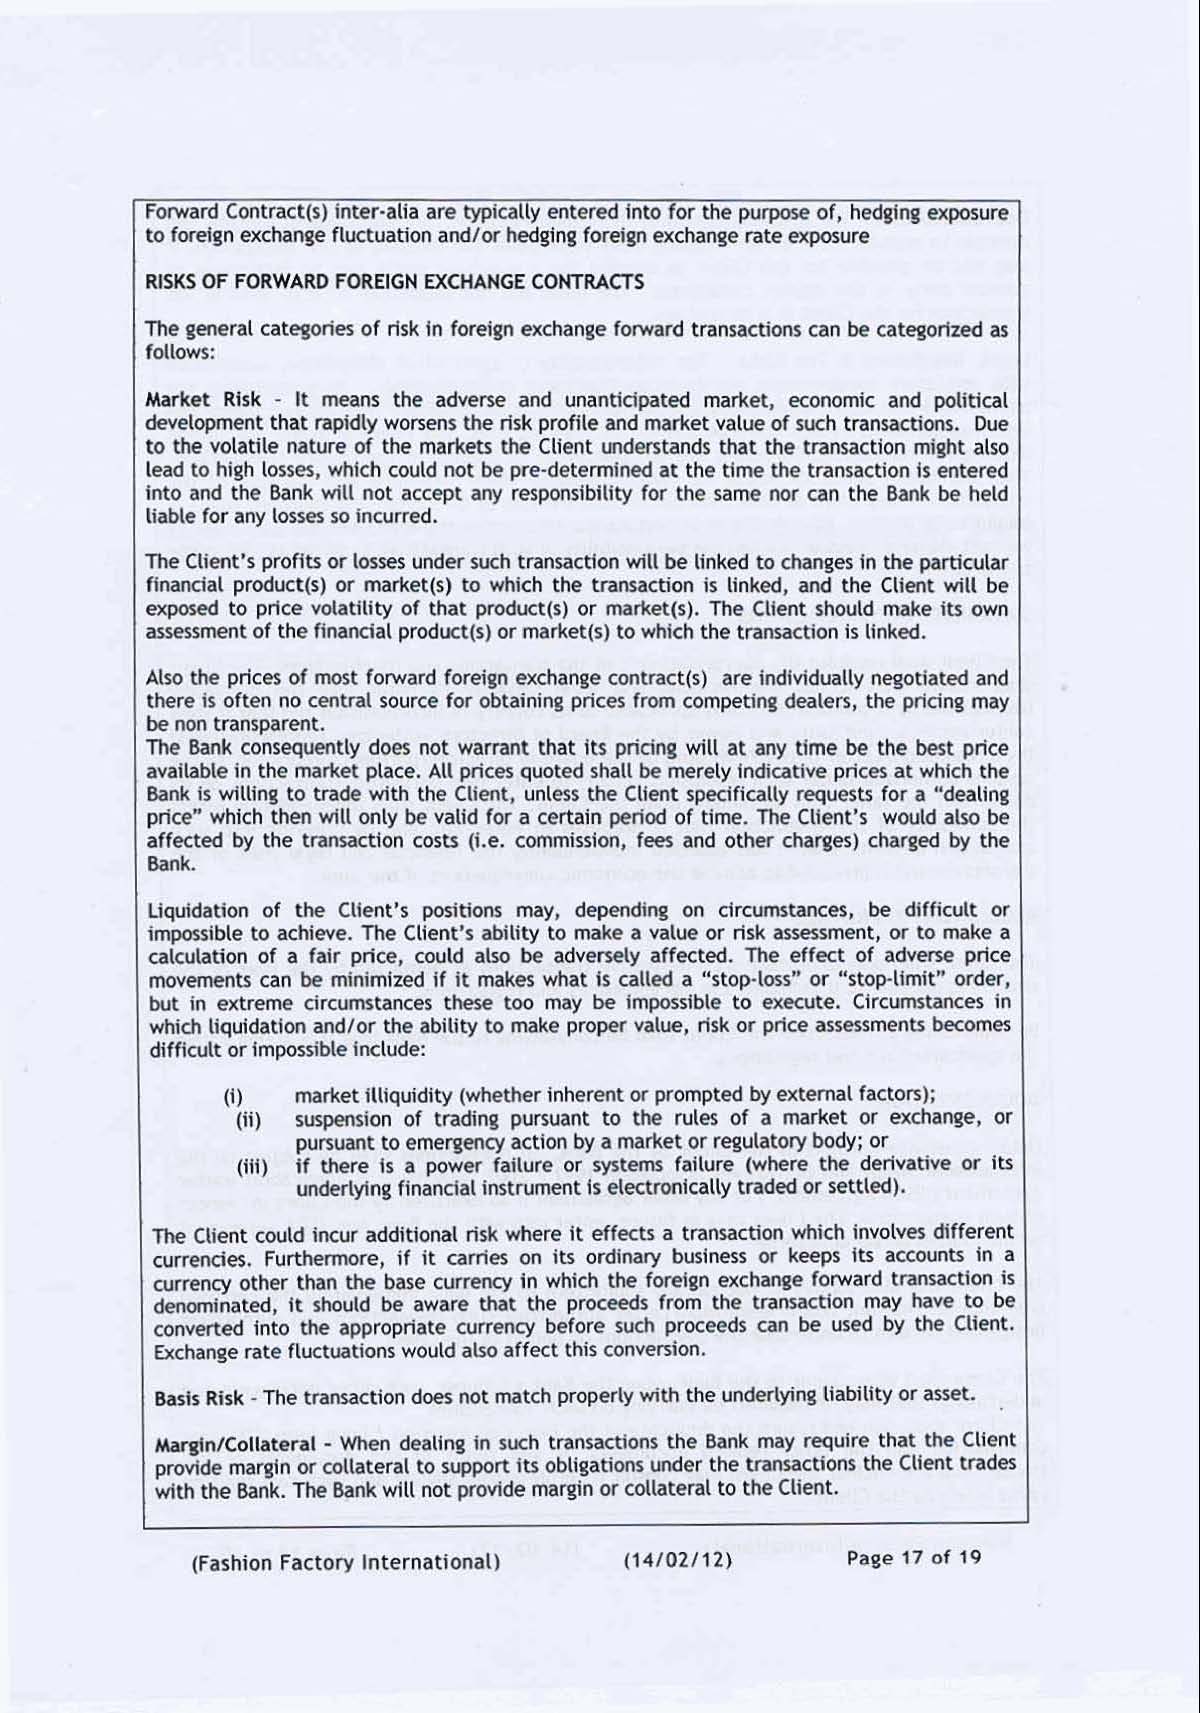 Forward Contract(s) inter-alia are typically entered into for the purpose of, hedging exposure
to foreign exchange fluctuation and/or hedging foreign exchange rate exposure
RISKS OF FORWARD FOREIGN EXCHANGE CONTRACTS
The general categories of risk in foreign exchange forward transactions can be categorized as
follows:
Market Risk - It means the adverse and unanticipated market, economic and political
development that rapidly worsens the risk profile and market value of such transactions. Due
to the volatile nature of the markets the Client understands that the transaction might also
lead to high losses, which could not be pre-determined at the time the transaction is entered
into and the Bank will not accept any responsibility for the same nor can the Bank be held
liable for any losses so incurred.
The Client's profits or losses under such transaction will be linked to changes in the particular
financial product(s) or market(s) to which the transaction is linked, and the Client will be
exposed to price volatility of that product(s) or market(s). The Client should make its own
assessment of the financial product(s) or market(s) to which the transaction is linked.
Also the prices of most forward foreign exchange contract(s) are individually negotiated and
there is often no central source for obtaining prices from competing dealers, the pricing may
be non transparent.
The Bank consequently does not warrant that its pricing will at any time be the best price
available in the market place. All prices quoted shall be merely indicative prices at which the
Bank is willing to trade with the Client, unless the Client specifically requests for a “dealing
price” which then will only be valid for a certain period of time. The Client's would also be
affected by the transaction costs (i.e. commission, fees and other charges) charged by the
Bank.
Liquidation of the Client's positions may, depending on circumstances, be difficult or
impossible to achieve. The Client's ability to make a value or risk assessment, or to make a
calculation of a fair price, could also be adversely affected. The effect of adverse price
movements can be minimized if it makes what is called a “stop-loss” or “stop-limit” order,
but in extreme circumstances these too may be impossible to execute. Circumstances in
which liquidation and/or the ability to make proper value, risk or price assessments becomes
difficult or impossible include:
(i) market illiquidity (whether inherent or prompted by external factors);
(ii) suspension of trading pursuant to the rules of a market or exchange, or
pursuant to emergency action by a market or regulatory body; or
(iii) if there is a power failure or systems failure (where the derivative or its
underlying financial instrument is electronically traded or settled).
The Client could incur additional risk where it effects a transaction which involves different
currencies. Furthermore, if it carries on its ordinary business or keeps its accounts in a
currency other than the base currency in which the foreign exchange forward transaction is
denominated, it should be aware that the proceeds from the transaction may have to be
converted into the appropriate currency before such proceeds can be used by the Client.
Exchange rate fluctuations would also affect this conversion.
Basis Risk - The transaction does not match properly with the underlying liability or asset.
Margin/Collateral - When dealing in such transactions the Bank may require that the Client
provide margin or collateral to support its obligations under the transactions the Client trades
with the Bank. The Bank will not provide margin or collateral to the Client.
(Fashion Factory International) (14/02/12) Page 17 of 19